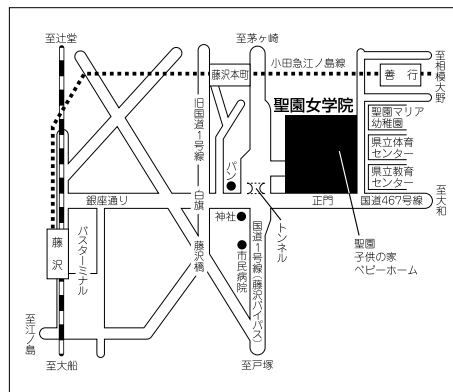 至辻堂
至茅ヶ崎
小田急江ノ島線
至相模大野
藤沢本町
善行
旧国道1号線
聖園女学院
聖園マリア
幼稚園
県立体育
センター
県立教育
センター
パン
銀座通り
白旗
正門
国道467号線
至大和
神社
トンネル
藤沢
バスターミナル
藤沢橋
市民病院
国道1号線(藤沢バイパス)
聖園
子供の家
ベビーホーム
至江ノ島
至大船
至戸塚